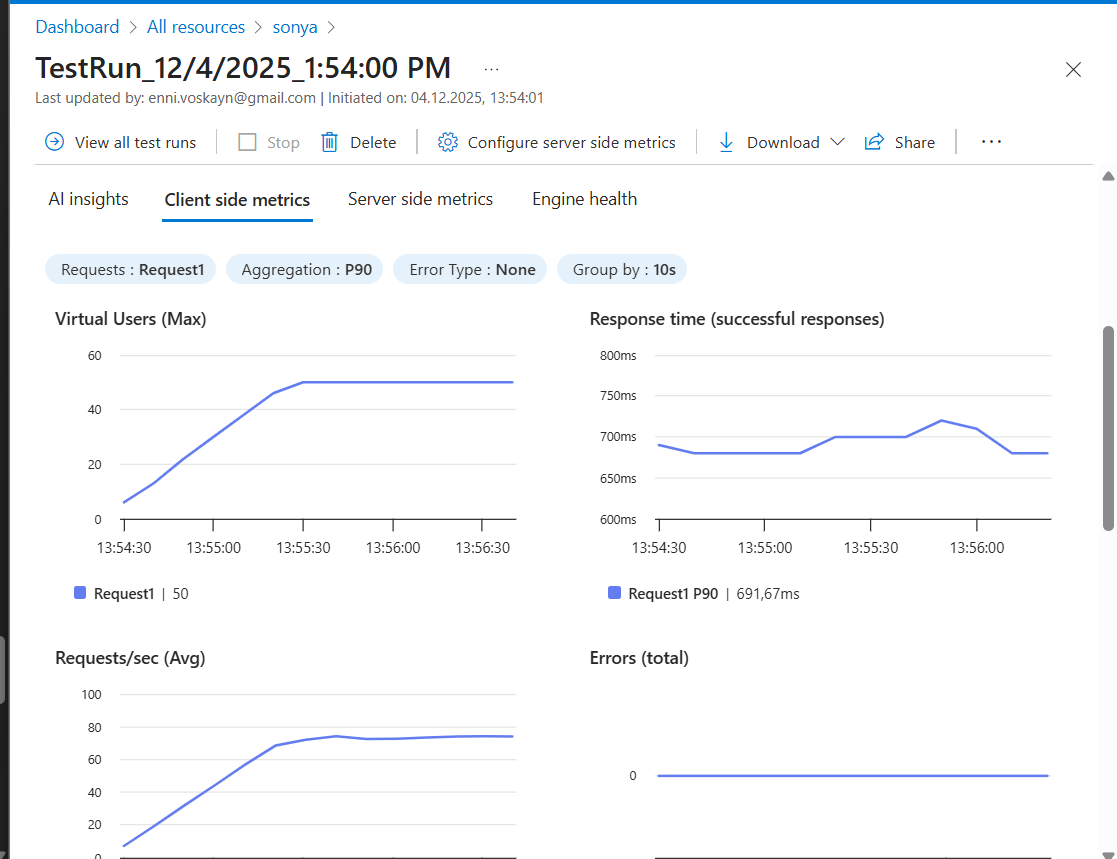 Dashboard > All resources > sonya >
TestRun_12/4/2025_1:54:00 PM ...
Last updated by: enni.voskayn@gmail.com | Initiated on: 04.12.2025, 13:54:01
View all test runs Stop Delete Configure server side metrics Download Share ...
AI insights Client side metrics Server side metrics Engine health
Requests : Request1 Aggregation : P90 Error Type : None Group by : 10s
Virtual Users (Max)
60
40
20
0
13:54:30 13:55:00 13:55:30 13:56:00 13:56:30
Request1 | 50
Response time (successful responses)
800ms
750ms
700ms
650ms
600ms
13:54:30 13:55:00 13:55:30 13:56:00
Request1 P90 | 691,67ms
Requests/sec (Avg)
100
80
60
40
20
0
Errors (total)
0